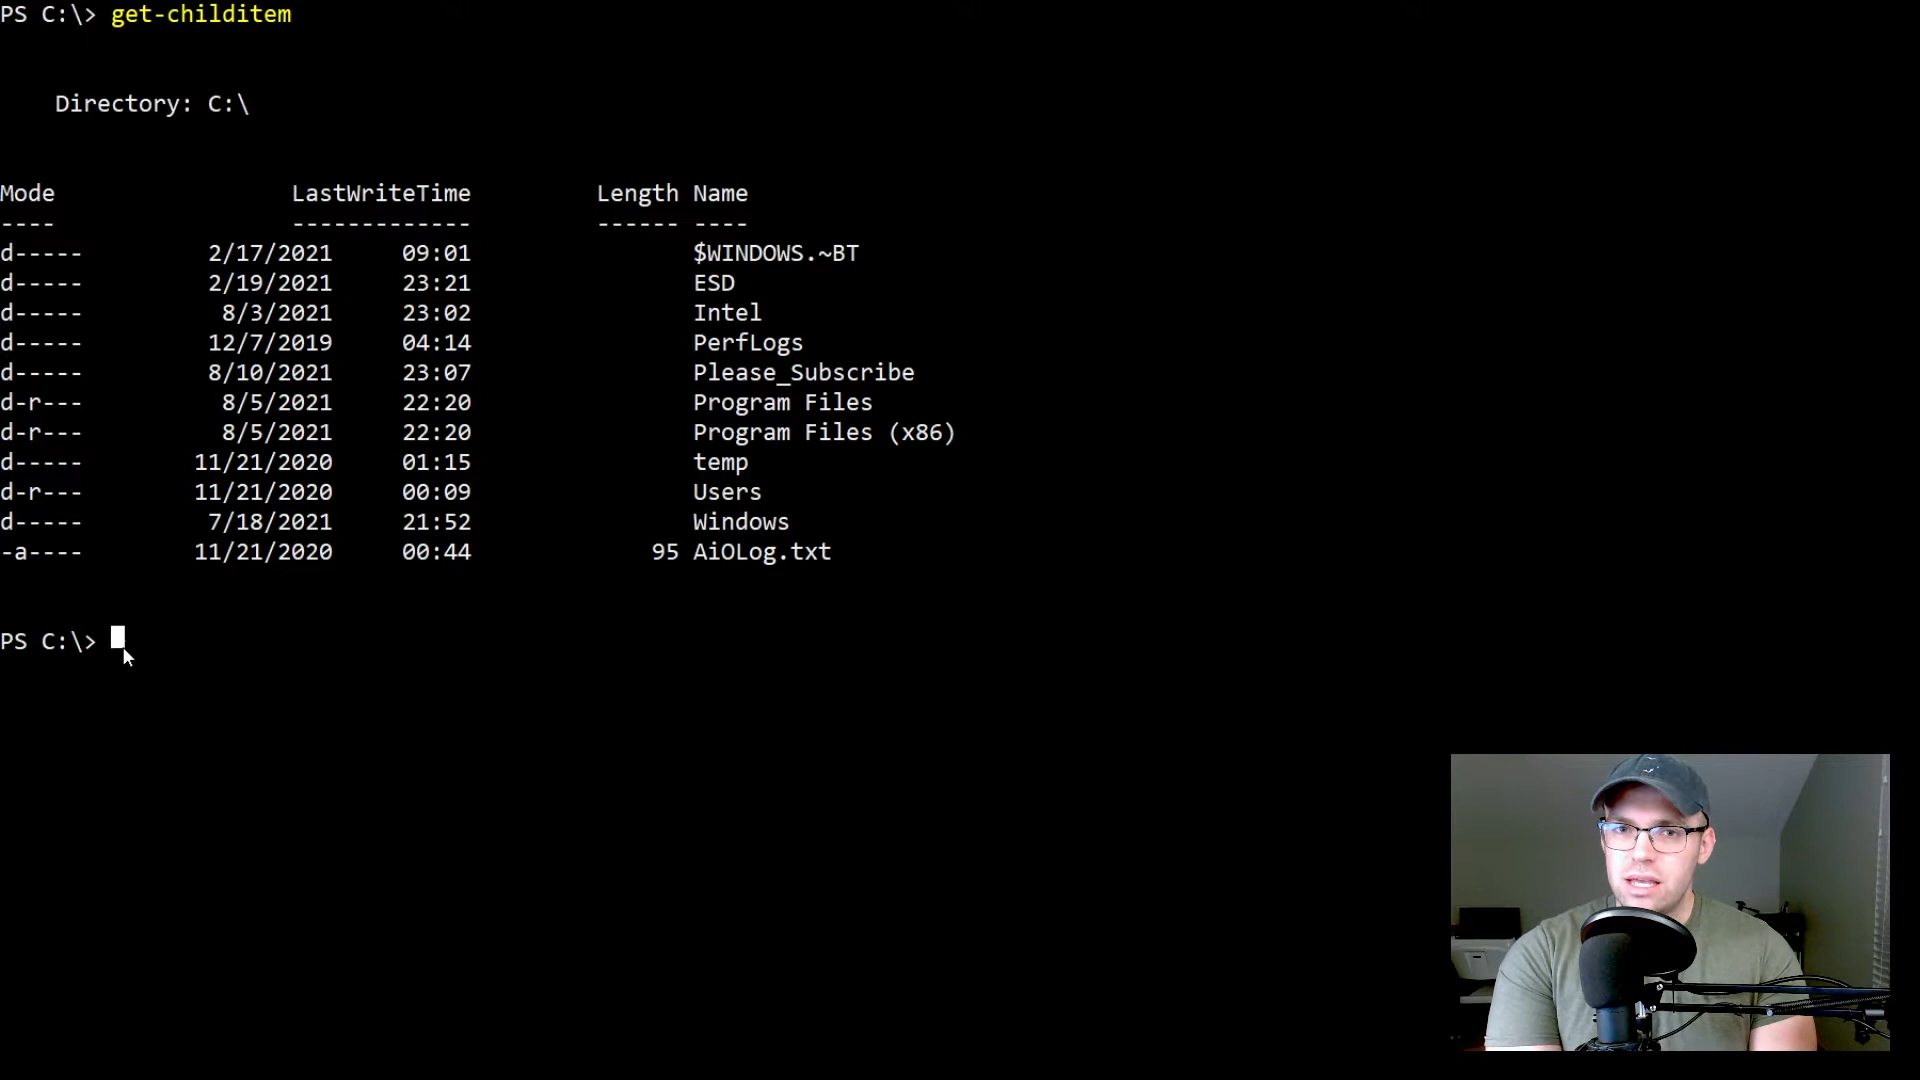 PS C:\> get-childitem
Directory: C:\
Mode LastWriteTime Length Name
---- ------------- ------ ----
d----- 2/17/2021 09:01 $WINDOWS.~BT
d----- 2/19/2021 23:21 ESD
d----- 8/3/2021 23:02 Intel
d----- 12/7/2019 04:14 PerfLogs
d----- 8/10/2021 23:07 Please_Subscribe
d-r--- 8/5/2021 22:20 Program Files
d-r--- 8/5/2021 22:20 Program Files (x86)
d----- 11/21/2020 01:15 temp
d-r--- 11/21/2020 00:09 Users
d----- 7/18/2021 21:52 Windows
-a---- 11/21/2020 00:44 95 AiOLog.txt
PS C:\>